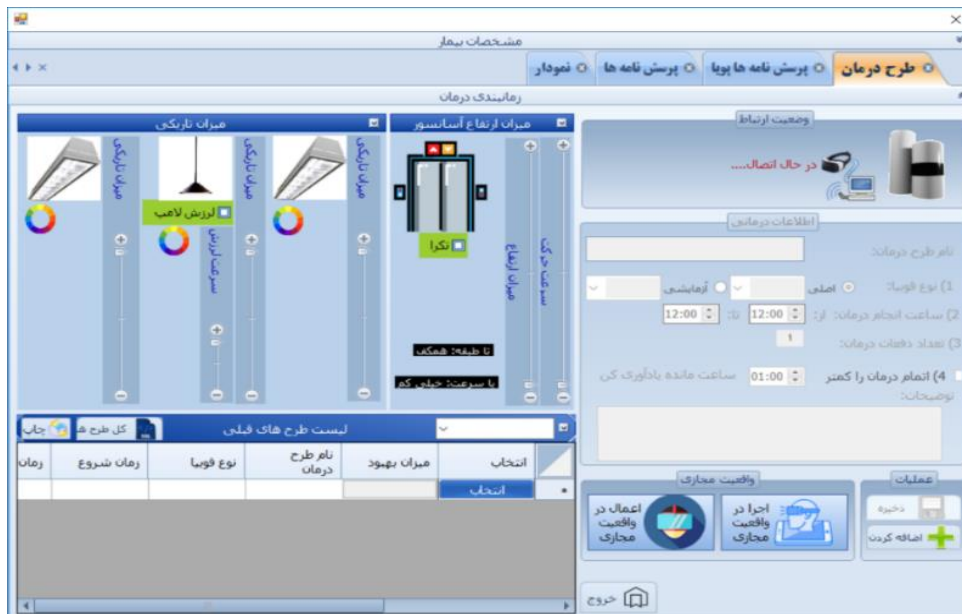 مشخصات بیمار
طرح درمان
پرسش نامه ها پویا
پرسش نامه ها
نمودار
زمانبندی درمان
وضعیت ارتباط
در حال اتصال....
اطلاعات درمانی
نام طرح درمان:
1) نوع فوبیا: اصلی آزمایشی
2) ساعت انجام درمان: از: 12:00 تا: 12:00
3) تعداد دفعات درمان: 1
4) اتمام درمان را کمتر 01:00 ساعت مانده یادآوری کن
توضیحات:
عملیات
ذخیره
اضافه کردن
واقعیت مجازی
اجرا در
واقعیت
مجازی
اعمال در
واقعیت
مجازی
خروج
میزان ارتفاع آسانسور
سرعت حرکت
میزان ارتفاع
تا طبقه: همکف
با سرعت: خیلی کم
میزان تاریکی
میزان تاریکی
میزان تاریکی
لرزش لامپ
سرعت لرزش
میزان تاریکی
لیست طرح های قبلی
کل طرح ها
چاپ
انتخاب
میزان بهبود
نام طرح
درمان
نوع فوبیا
زمان شروع
زمان
انتخاب